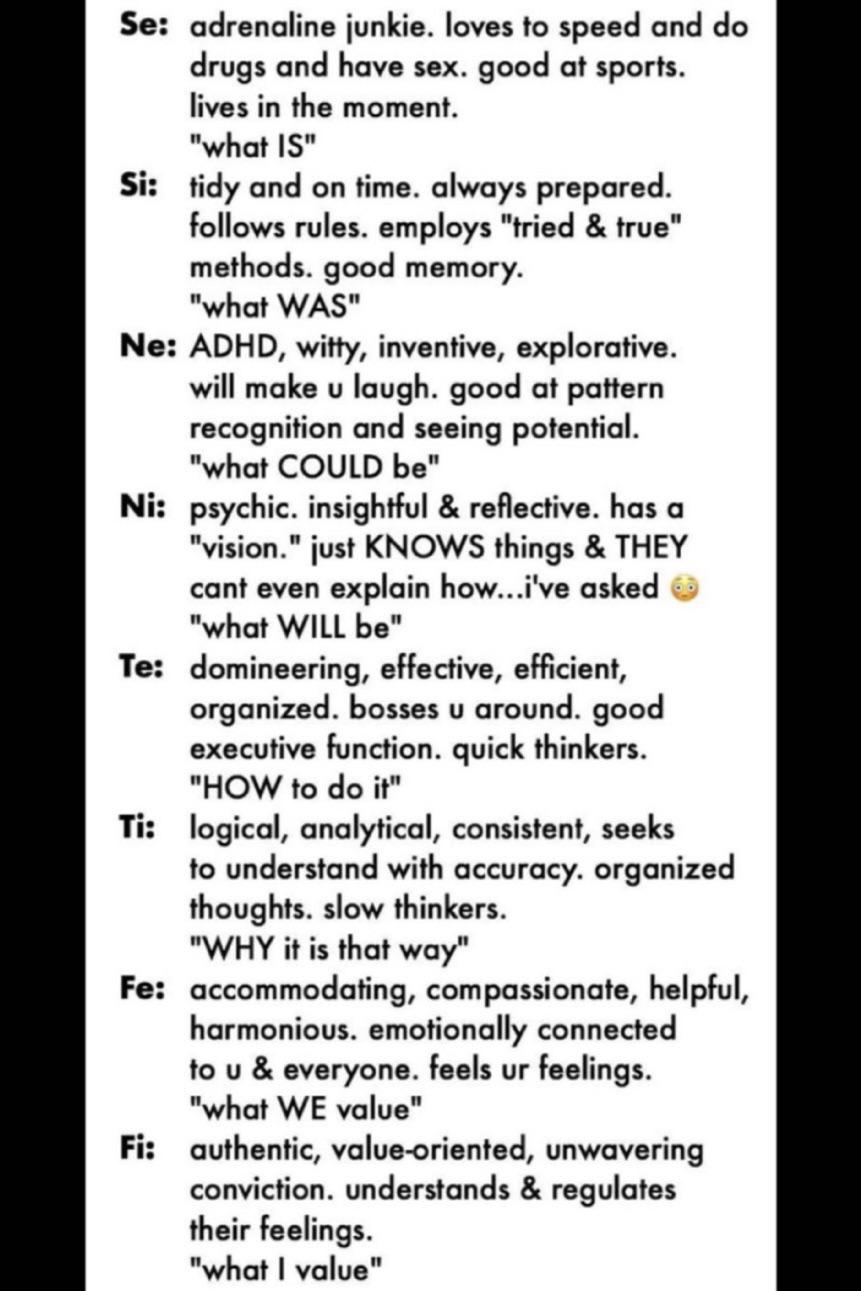 Se: adrenaline junkie. loves to speed and do
drugs and have sex. good at sports.
lives in the moment.
"what IS"
Si: tidy and on time. always prepared.
follows rules. employs "tried & true"
methods. good memory.
"what WAS"
Ne: ADHD, witty, inventive, explorative.
will make u laugh. good at pattern
recognition and seeing potential.
"what COULD be"
Ni: psychic. insightful & reflective. has a
"vision." just KNOWS things & THEY
cant even explain how...i've asked 😳
"what WILL be"
Te: domineering, effective, efficient,
organized. bosses u around. good
executive function. quick thinkers.
"HOW to do it"
Ti: logical, analytical, consistent, seeks
to understand with accuracy. organized
thoughts. slow thinkers.
"WHY it is that way"
Fe: accommodating, compassionate, helpful,
harmonious. emotionally connected
to u & everyone. feels ur feelings.
"what WE value"
Fi: authentic, value-oriented, unwavering
conviction. understands & regulates
their feelings.
"what I value"